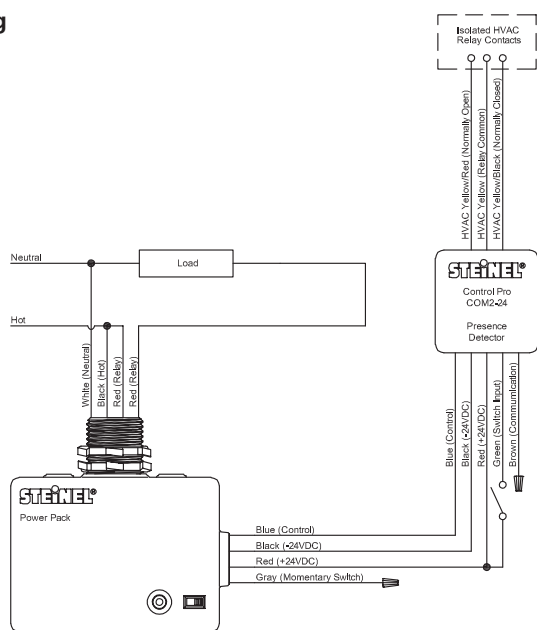 g
Isolated HVAC
Relay Contacts
HVAC Yellow/Red (Normally Open)
HVAC Yellow (Relay Common)
HVAC Yellow/Black (Normally Closed)
STEINEL®
Control Pro
COM2-24
Presence
Detector
Neutral
Load
Hot
White (Neutral)
Black (Hot)
Red (Relay)
Red (Relay)
Blue (Control)
Black (-24VDC)
Red (+24VDC)
Green (Switch Input)
Brown (Communication)
STEINEL®
Power Pack
Blue (Control)
Black (-24VDC)
Red (+24VDC)
Gray (Momentary Switch)